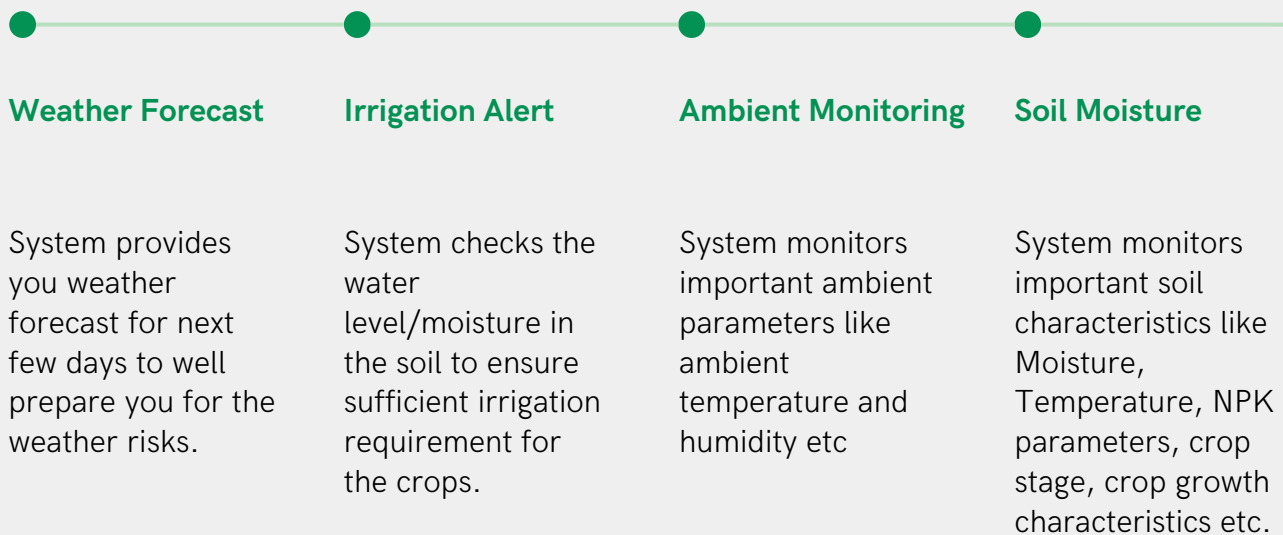 Weather Forecast
System provides
you weather
forecast for next
few days to well
prepare you for the
weather risks.
Irrigation Alert
System checks the
water
level/moisture in
the soil to ensure
sufficient irrigation
requirement for
the crops.
Ambient Monitoring
System monitors
important ambient
parameters like
ambient
temperature and
humidity etc
Soil Moisture
System monitors
important soil
characteristics like
Moisture,
Temperature, NPK
parameters, crop
stage, crop growth
characteristics etc.